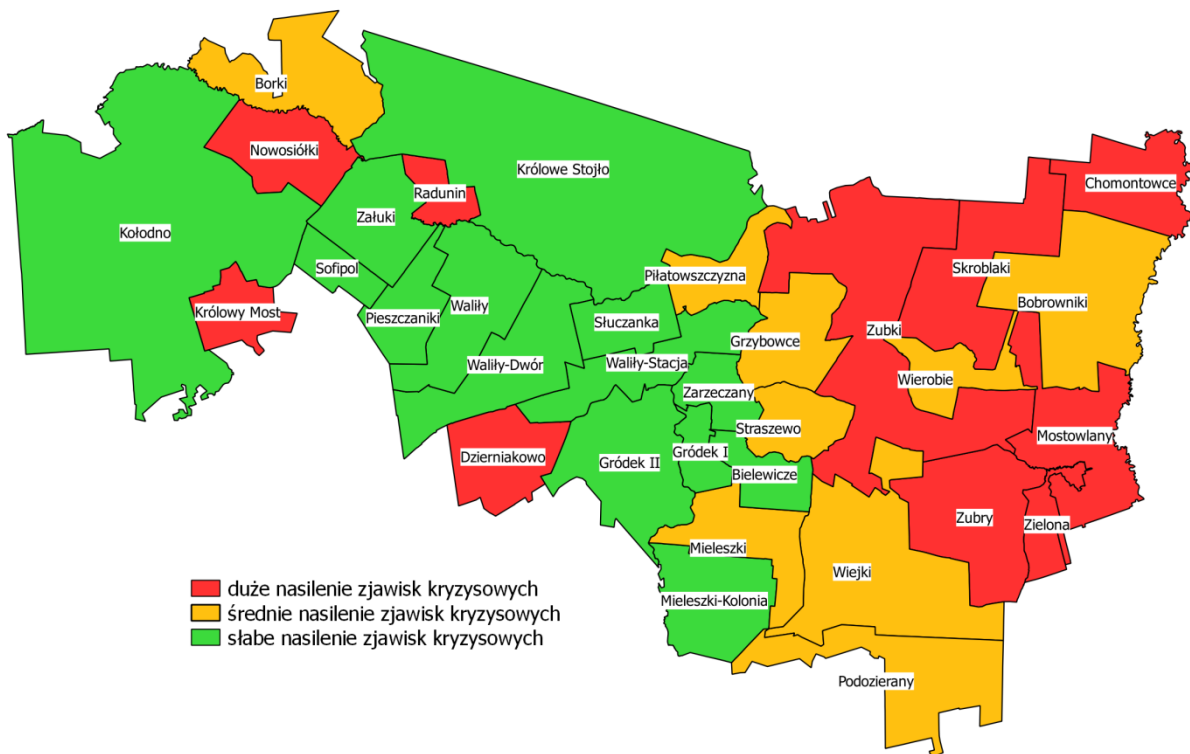 Borki
Nowosiółki
Królowe Stojło
Chomontowce
Radunin
Załuki
Kołodno
Skroblaki
Sofipol
Piłatowszczyzna
Bobrowniki
Królowy Most
Waliły
Pieszczaniki
Słuczanka
Zubki
Grzybowce
Waliły-Dwór
Waliły-Stacja
Wierobie
Zarzeczany
Straszewo
Mostowlany
Dzierniakowo
Gródek II
Gródek I
Bielewicze
Zubry
Zielona
Mieleszki
Wiejki
Mieleszki-Kolonia
Podozierany
duże nasilenie zjawisk kryzysowych
średnie nasilenie zjawisk kryzysowych
słabe nasilenie zjawisk kryzysowych